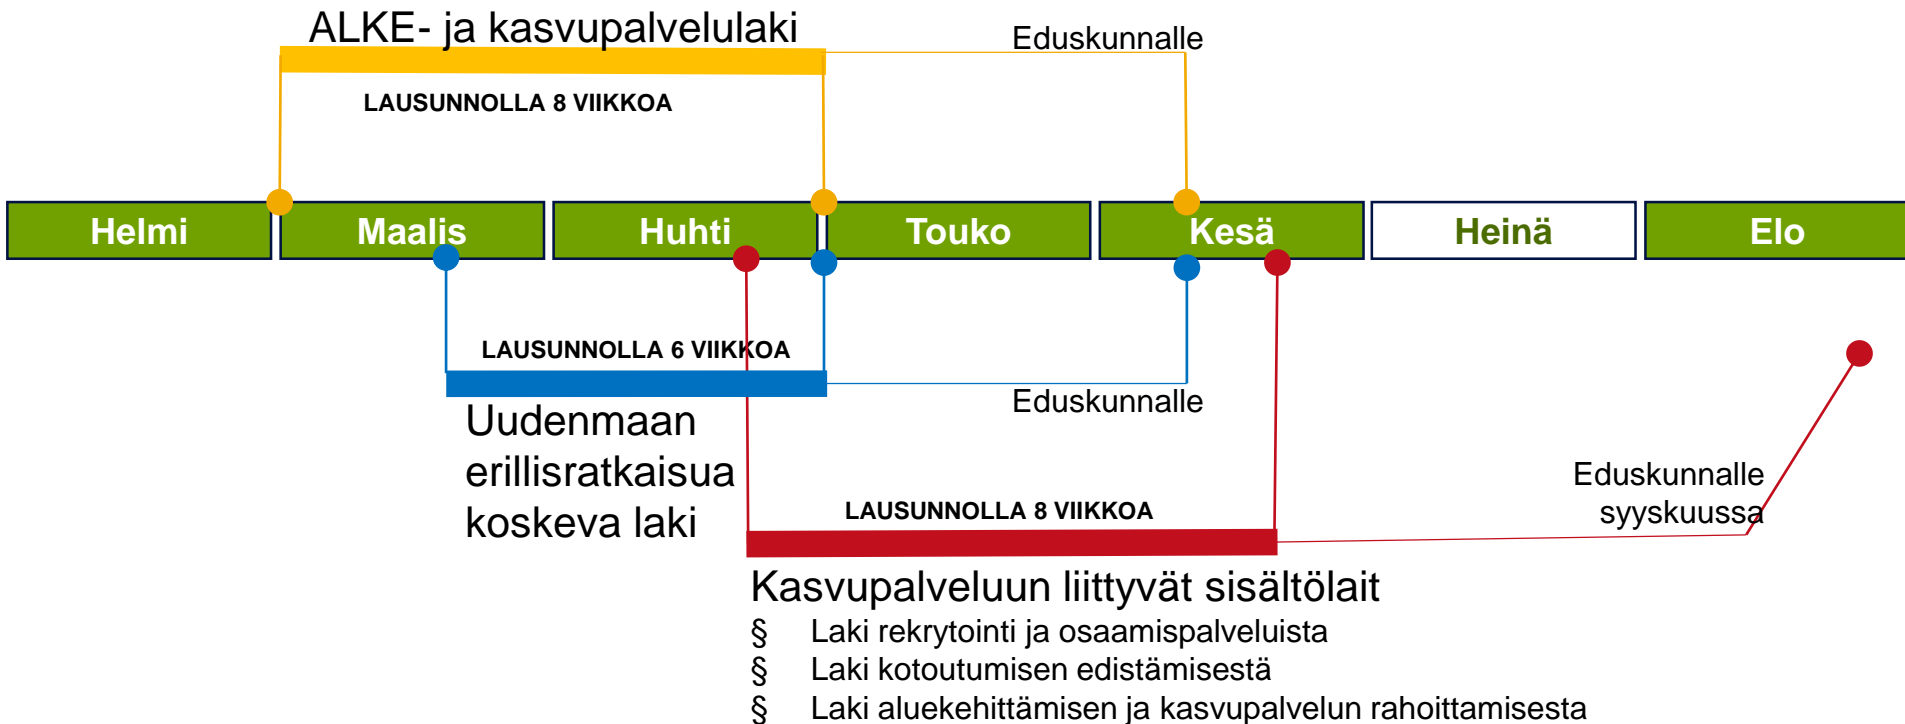 ALKE- ja kasvupalvelulaki
Eduskunnalle
LAUSUNNOLLA 8 VIIKKOA
Helmi
Maalis
Huhti
Touko
Kesä
Heinä
Elo
LAUSUNNOLLA 6 VIIKKOA
Eduskunnalle
Uudenmaan
erillisratkaisua
koskeva laki
Eduskunnalle
syyskuussa
LAUSUNNOLLA 8 VIIKKOA
Kasvupalveluun liittyvät sisältölait
§ Laki rekrytointi ja osaamispalveluista
§ Laki kotoutumisen edistämisestä
§ Laki aluekehittämisen ja kasvupalvelun rahoittamisesta